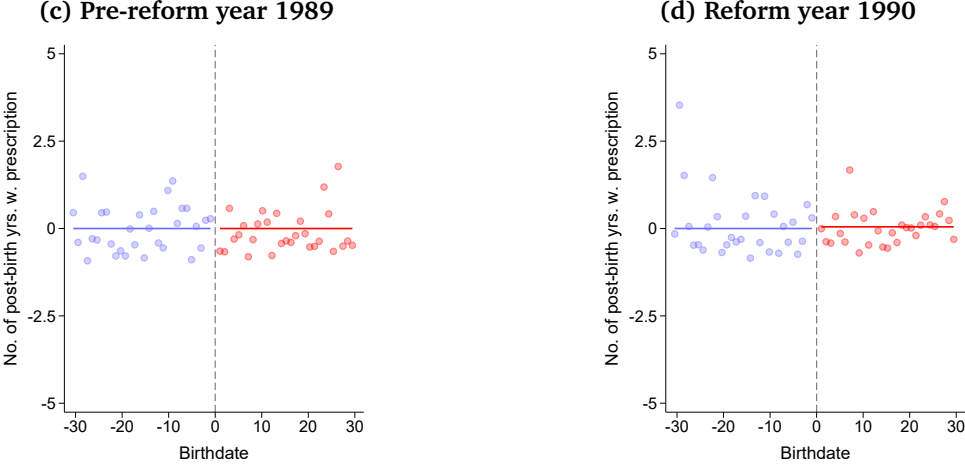 (c) Pre-reform year 1989
No. of post-birth yrs. w. prescription
5
2.5
0
-2.5
-5
-30 -20 -10 0 10 20 30
Birthdate
(d) Reform year 1990
No. of post-birth yrs. w. prescription
5
2.5
0
-2.5
-5
-30 -20 -10 0 10 20 30
Birthdate